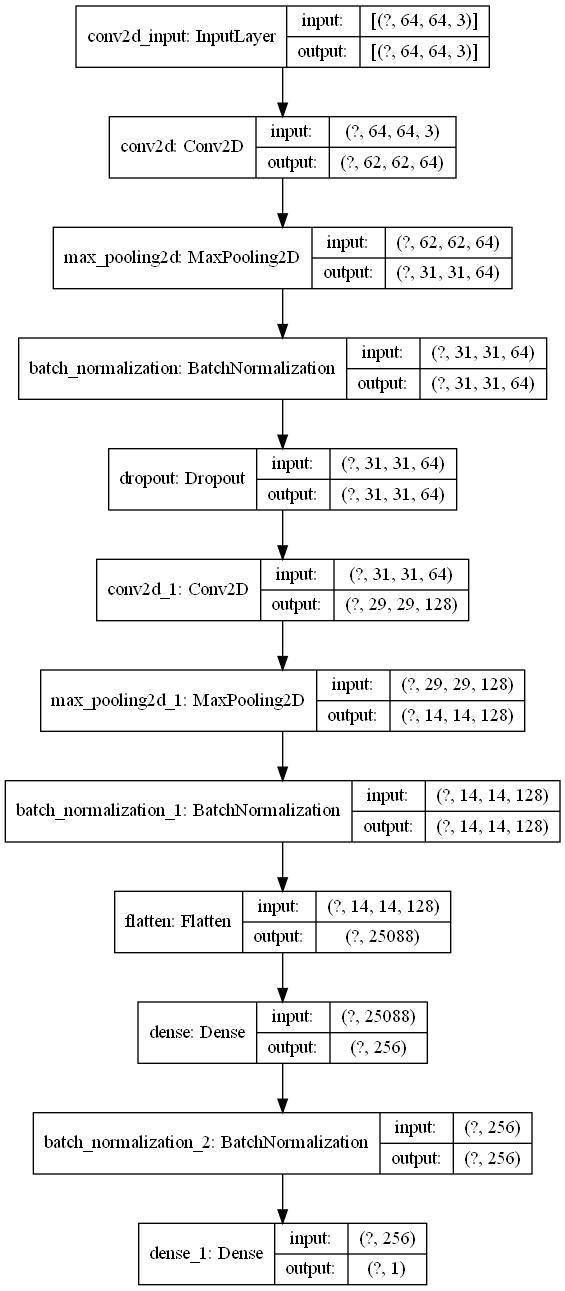 conv2d_input: InputLayer
input: [(?, 64, 64, 3)]
output: [(?, 64, 64, 3)]
conv2d: Conv2D
input: (?, 64, 64, 3)
output: (?, 62, 62, 64)
max_pooling2d: MaxPooling2D
input: (?, 62, 62, 64)
output: (?, 31, 31, 64)
batch_normalization: BatchNormalization
input: (?, 31, 31, 64)
output: (?, 31, 31, 64)
dropout: Dropout
input: (?, 31, 31, 64)
output: (?, 31, 31, 64)
conv2d_1: Conv2D
input: (?, 31, 31, 64)
output: (?, 29, 29, 128)
max_pooling2d_1: MaxPooling2D
input: (?, 29, 29, 128)
output: (?, 14, 14, 128)
batch_normalization_1: BatchNormalization
input: (?, 14, 14, 128)
output: (?, 14, 14, 128)
flatten: Flatten
input: (?, 14, 14, 128)
output: (?, 25088)
dense: Dense
input: (?, 25088)
output: (?, 256)
batch_normalization_2: BatchNormalization
input: (?, 256)
output: (?, 256)
dense_1: Dense
input: (?, 256)
output: (?, 1)